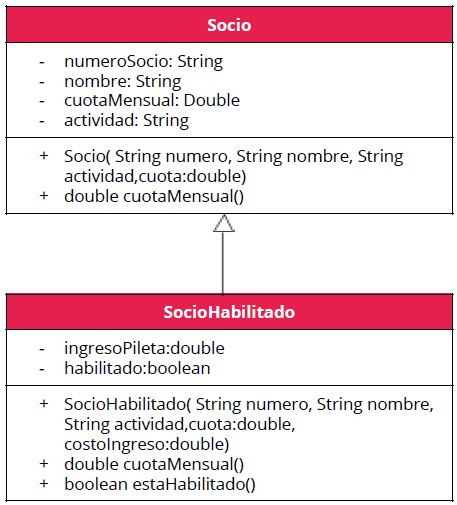 Socio
- numeroSocio: String
- nombre: String
- cuotaMensual: Double
- actividad: String
+ Socio( String numero, String nombre, String
actividad,cuota:double)
+ double cuotaMensual()
SocioHabilitado
- ingresoPileta:double
- habilitado:boolean
+ SocioHabilitado( String numero, String nombre,
String actividad,cuota:double,
costoIngreso:double)
+ double cuotaMensual()
+ boolean estaHabilitado()